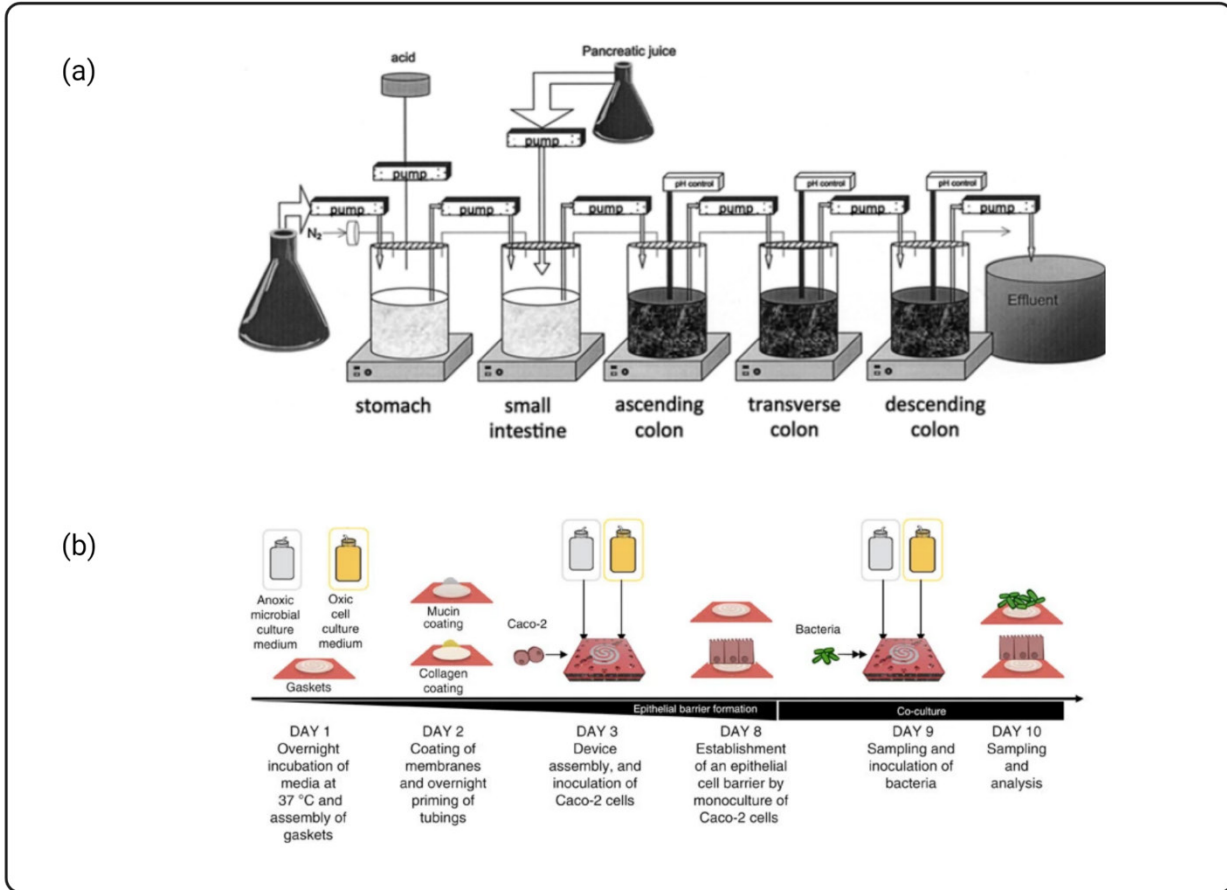 (a)
acid
Pancreatic juice
pump
pump
pH control
pH control
pH control
pump
pump
pump
pump
pump
pump
N₂
Effluent
stomach
small
intestine
ascending
colon
transverse
colon
descending
colon
(b)
Anoxic
microbial
culture
medium
Oxic
cell
culture
medium
Gaskets
Mucin
coating
Collagen
coating
Caco-2
Bacteria
Epithelial barrier formation
Co-culture
DAY 1
Overnight
incubation of
media at
37 °C and
assembly of
gaskets
DAY 2
Coating of
membranes
and overnight
priming of
tubings
DAY 3
Device
assembly, and
inoculation of
Caco-2 cells
DAY 8
Establishment
of an epithelial
cell barrier by
monoculture of
Caco-2 cells
DAY 9
Sampling and
inoculation of
bacteria
DAY 10
Sampling
and
analysis